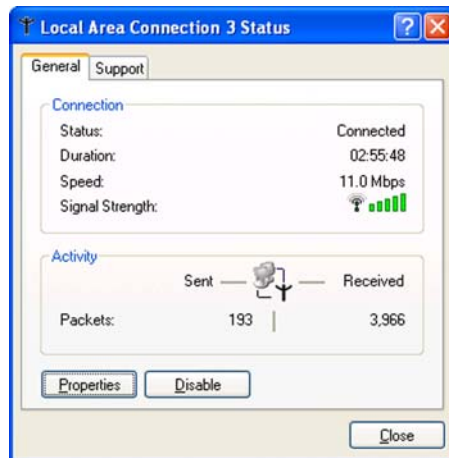 Local Area Connection 3 Status
General Support
Connection
Status: Connected
Duration: 02:55:48
Speed: 11.0 Mbps
Signal Strength:
Activity
Sent Received
Packets: 193 3,966
Properties Disable
Close